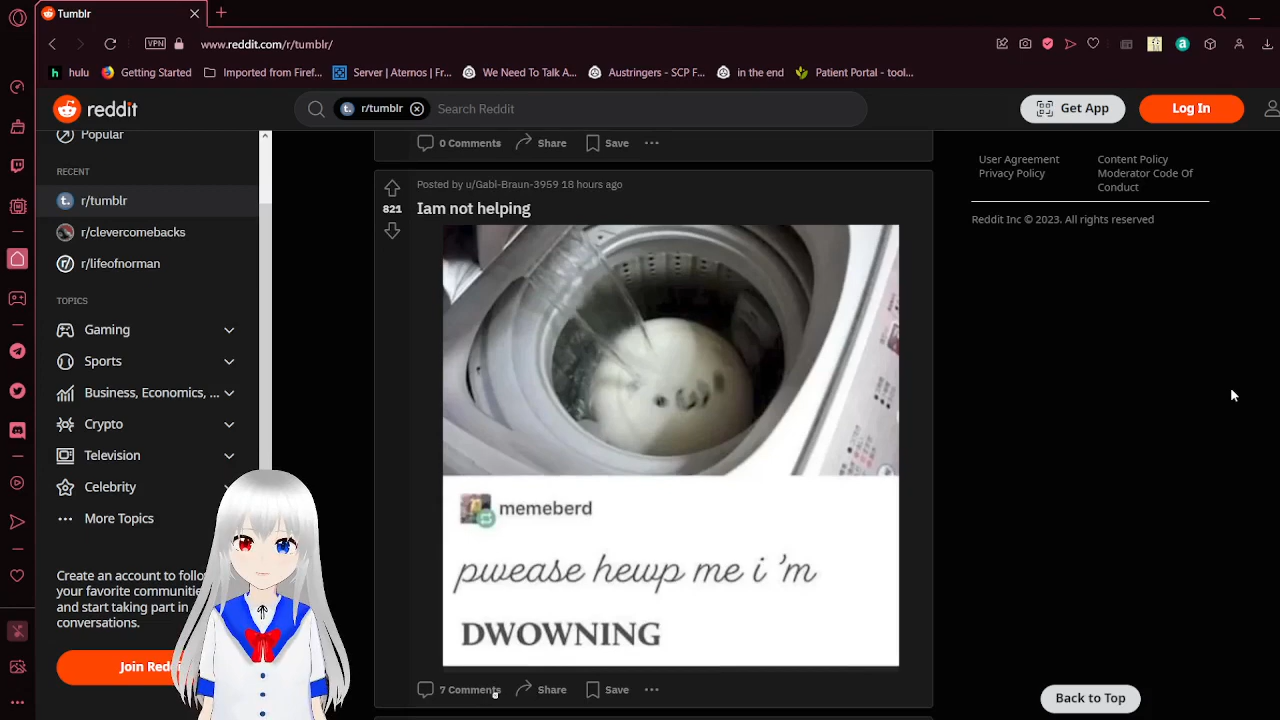 Tumblr
VPN
www.reddit.com/r/tumblr/
hulu
Getting Started
Imported from Firef...
Server | Aternos | Fr...
We Need To Talk A...
Austringers - SCP F...
in the end
Patient Portal - tool...
reddit
r/tumblr
Search Reddit
Get App
Log In
Popular
RECENT
r/tumblr
r/clevercomebacks
r/lifeofnorman
TOPICS
Gaming
Sports
Business, Economics, ...
Crypto
Television
Celebrity
More Topics
Create an account to follo
your favorite communitie
and start taking part in
conversations.
Join Reddi
0 Comments
Share
Save
Posted by u/Gabi-Braun-3959 18 hours ago
821
Iam not helping
memeberd
pwease hewp me i 'm
DWOWNING
7 Comments
Share
Save
User Agreement
Privacy Policy
Content Policy
Moderator Code Of
Conduct
Reddit Inc © 2023. All rights reserved
Back to Top